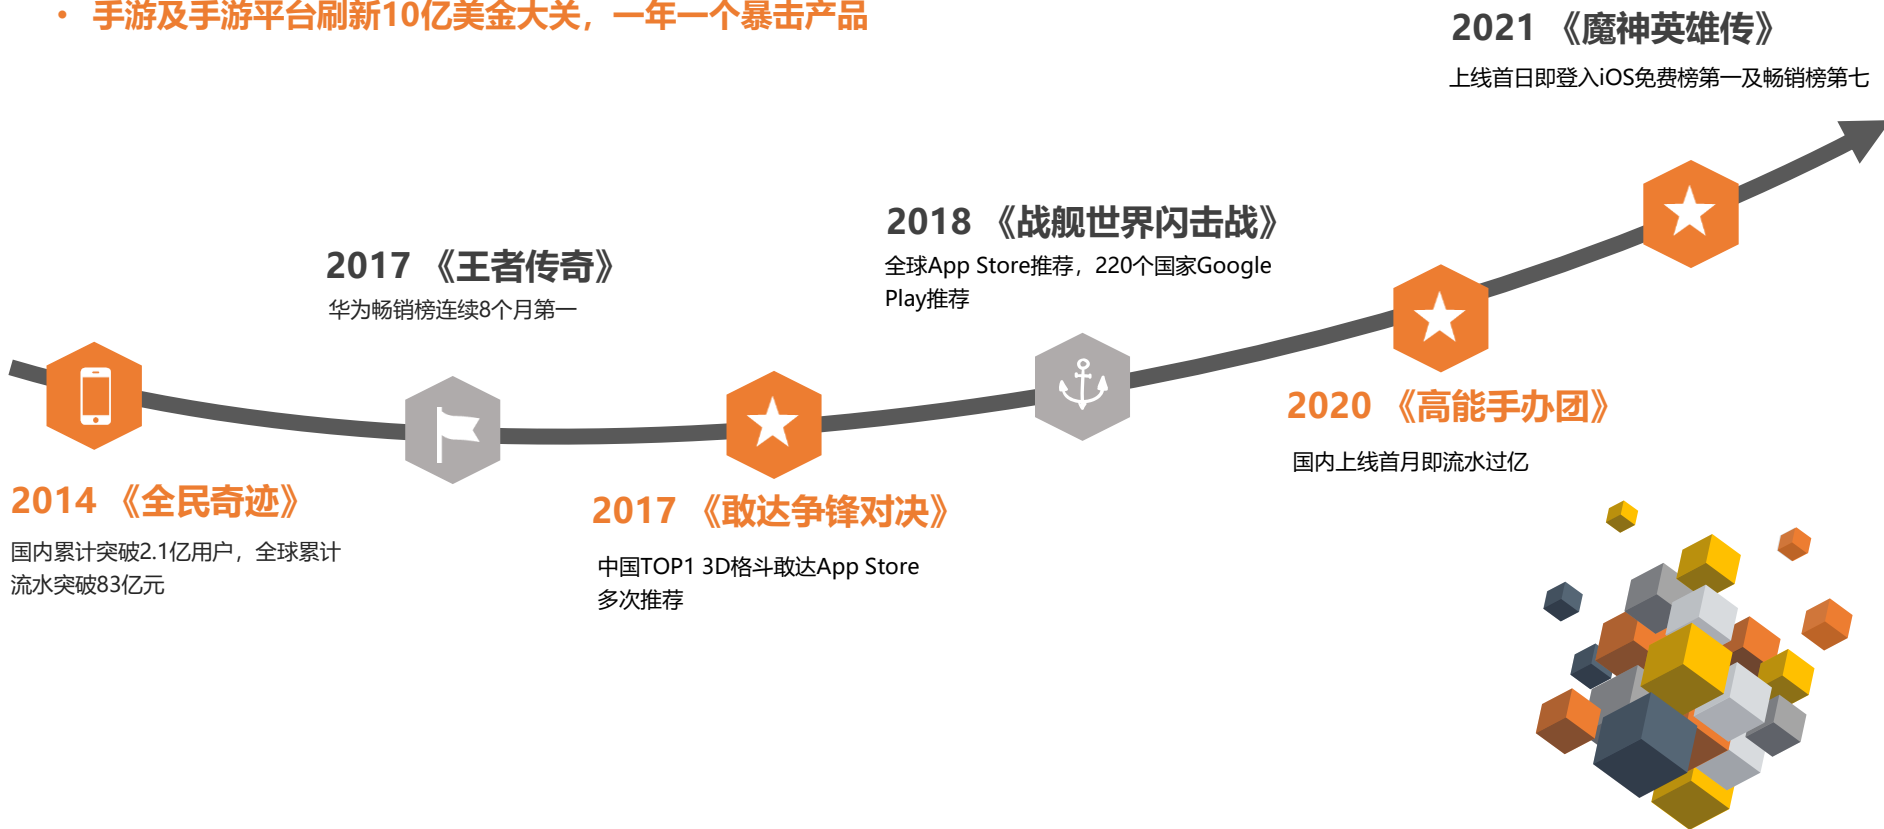 • 手游及手游平台刷新10亿美金大关，一年一个暴击产品
2021 《魔神英雄传》
上线首日即登入iOS免费榜第一及畅销榜第七
2018 《战舰世界闪击战》
全球App Store推荐，220个国家Google
Play推荐
2017 《王者传奇》
华为畅销榜连续8个月第一
2020 《高能手办团》
国内上线首月即流水过亿
2014 《全民奇迹》
国内累计突破2.1亿用户，全球累计
流水突破83亿元
2017 《敢达争锋对决》
中国TOP1 3D格斗敢达App Store
多次推荐